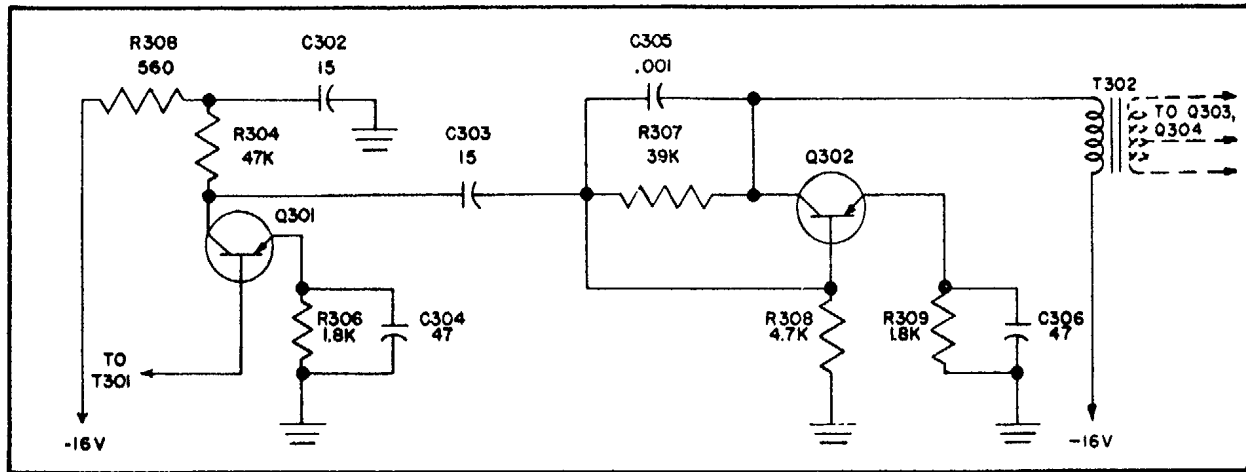 R308
560
C302
15
R304
47K
C303
15
C305
.001
R307
39K
Q302
T302
TO Q303,
Q304
Q301
R306
1.8K
C304
47
R308
4.7K
R309
1.8K
C306
47
TO
T301
-16V
-16V